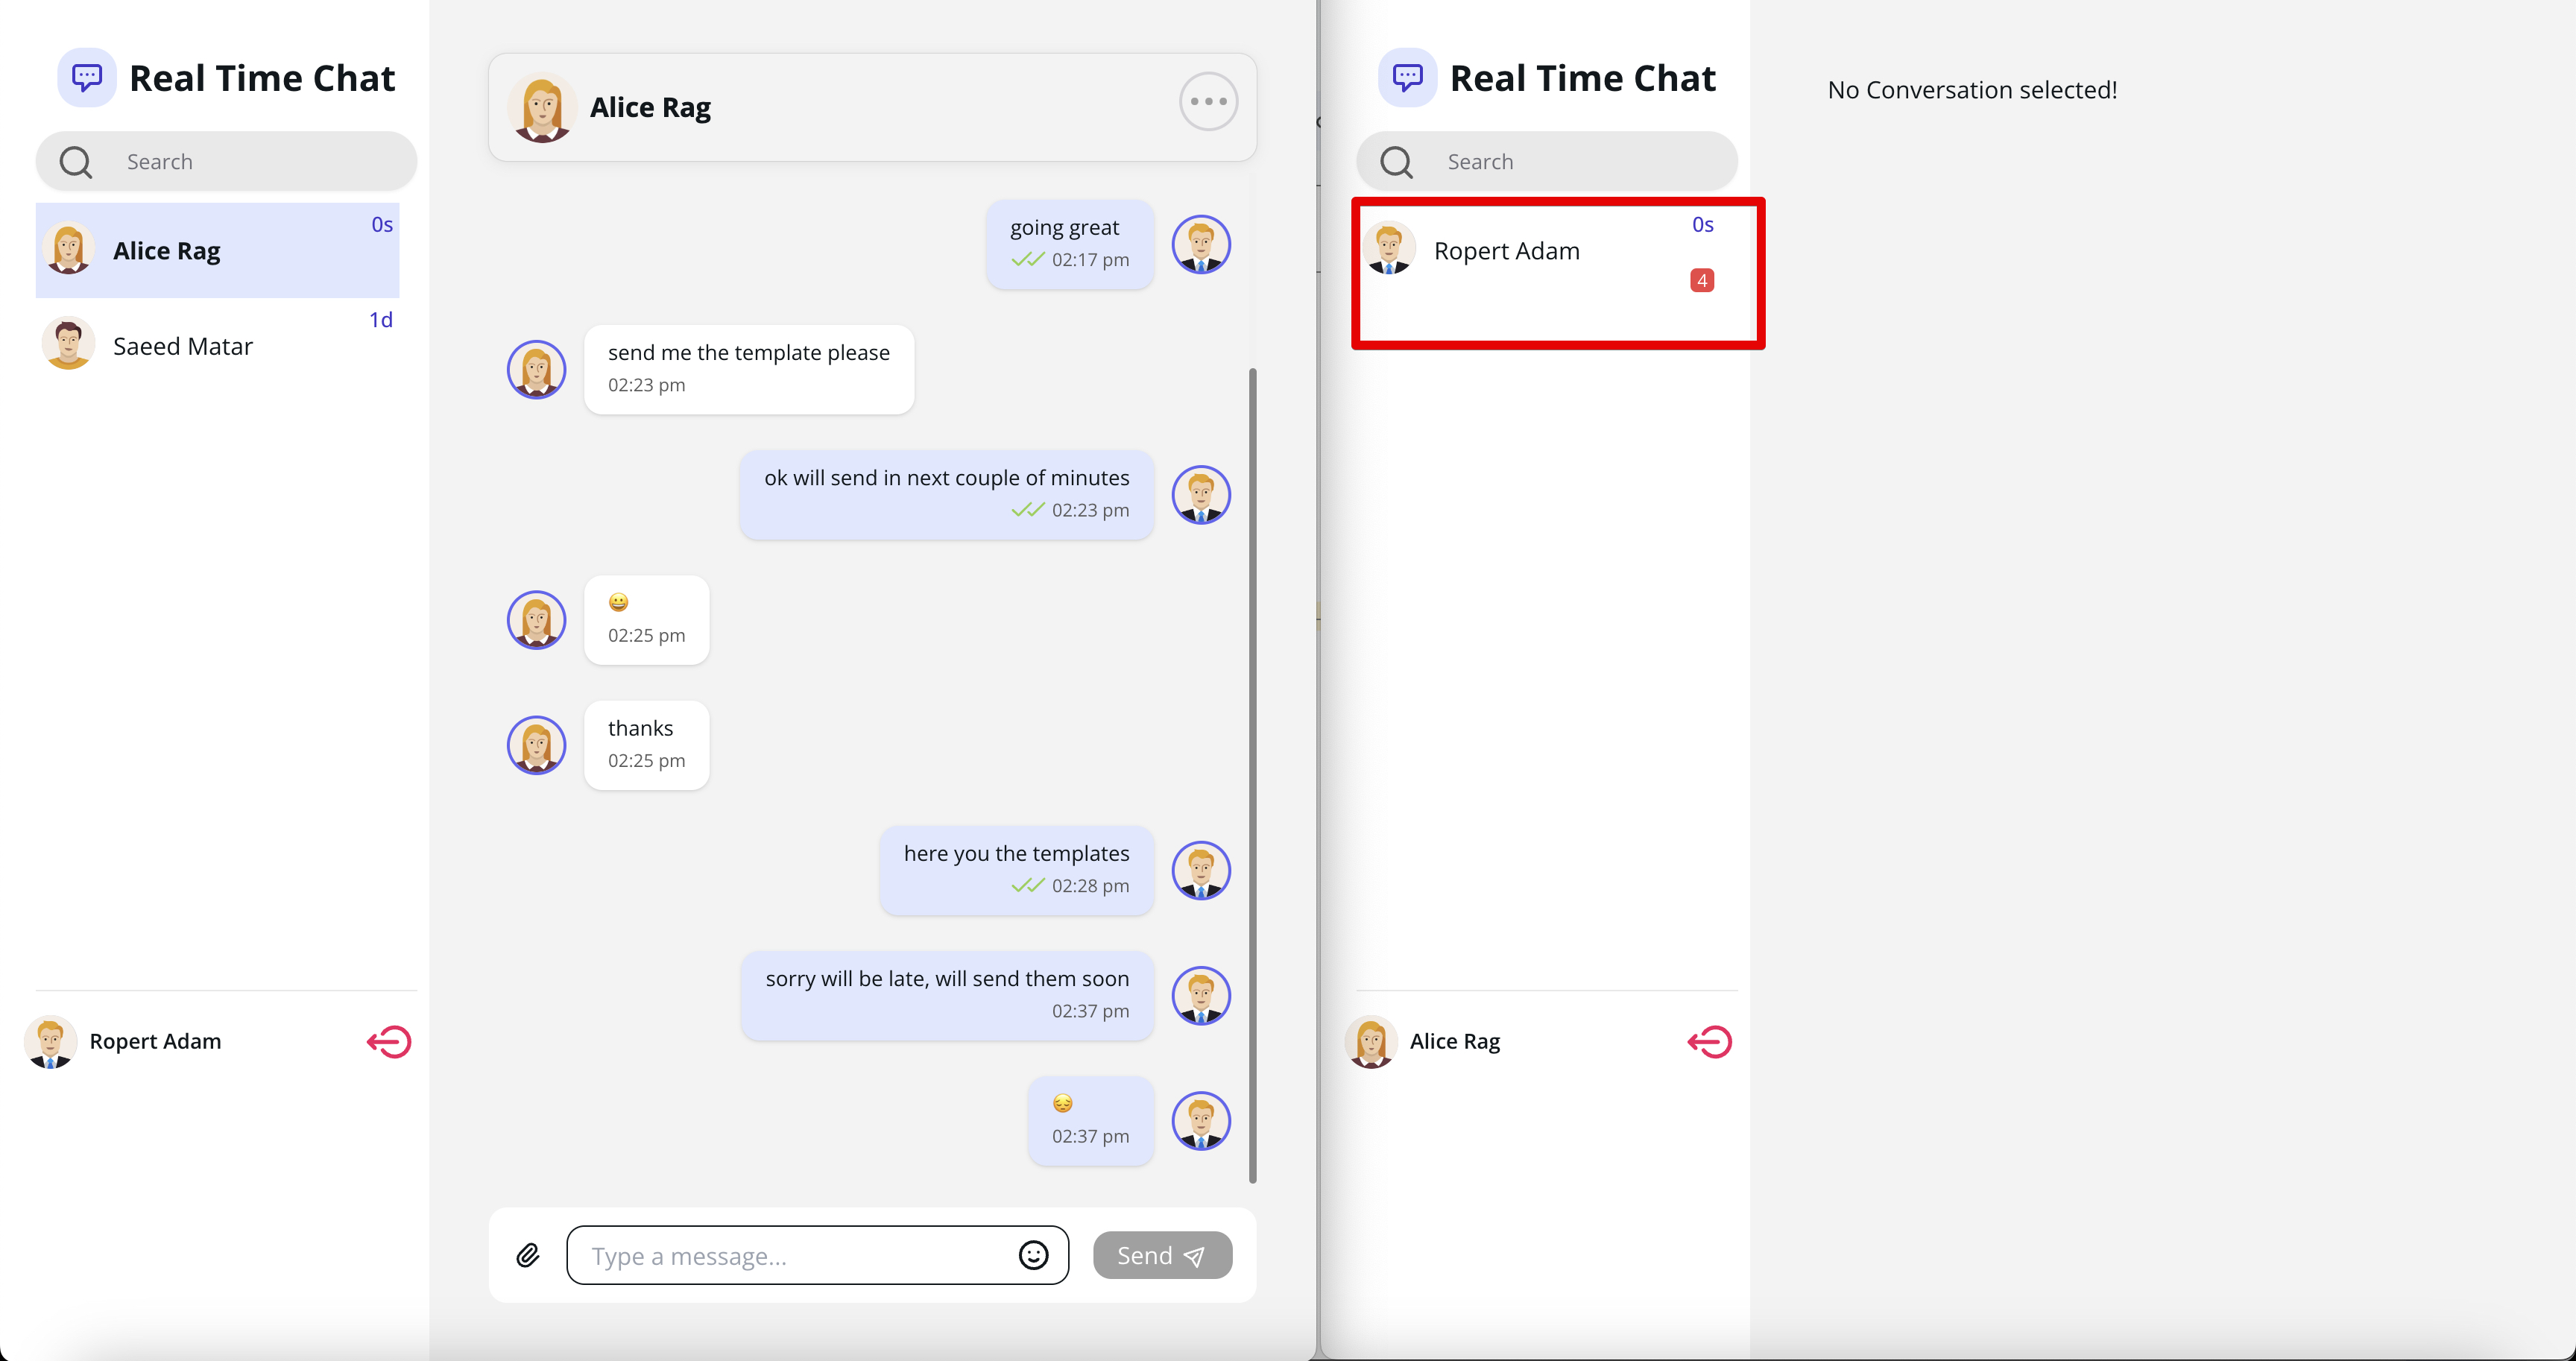 Real Time Chat
Search
Alice Rag
0s
Saeed Matar
1d
Ropert Adam
Alice Rag
going great
02:17 pm
send me the template please
02:23 pm
ok will send in next couple of minutes
02:23 pm
😀
02:25 pm
thanks
02:25 pm
here you the templates
02:28 pm
sorry will be late, will send them soon
02:37 pm
😔
02:37 pm
Type a message...
Send
Real Time Chat
Search
Ropert Adam
0s
4
Alice Rag
No Conversation selected!